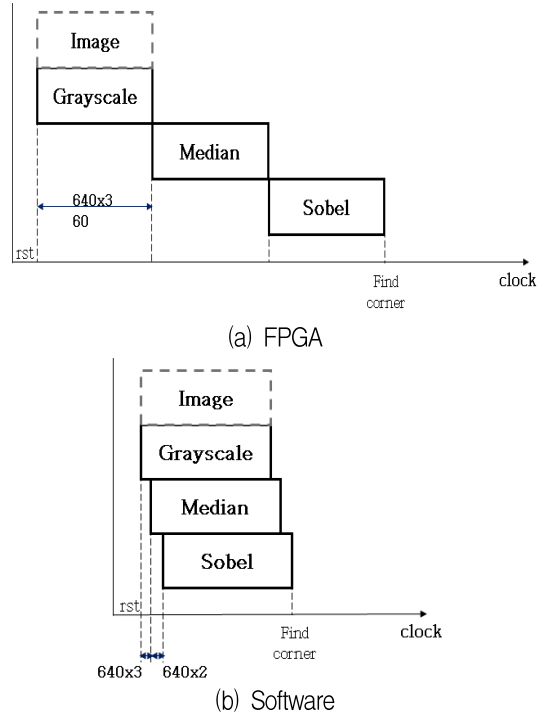 Image
Grayscale
Median
640x3
60
Sobel
rst
Find
corner
clock
(a) FPGA
Image
Grayscale
Median
Sobel
rst
Find
corner
clock
640x3
640x2
(b) Software